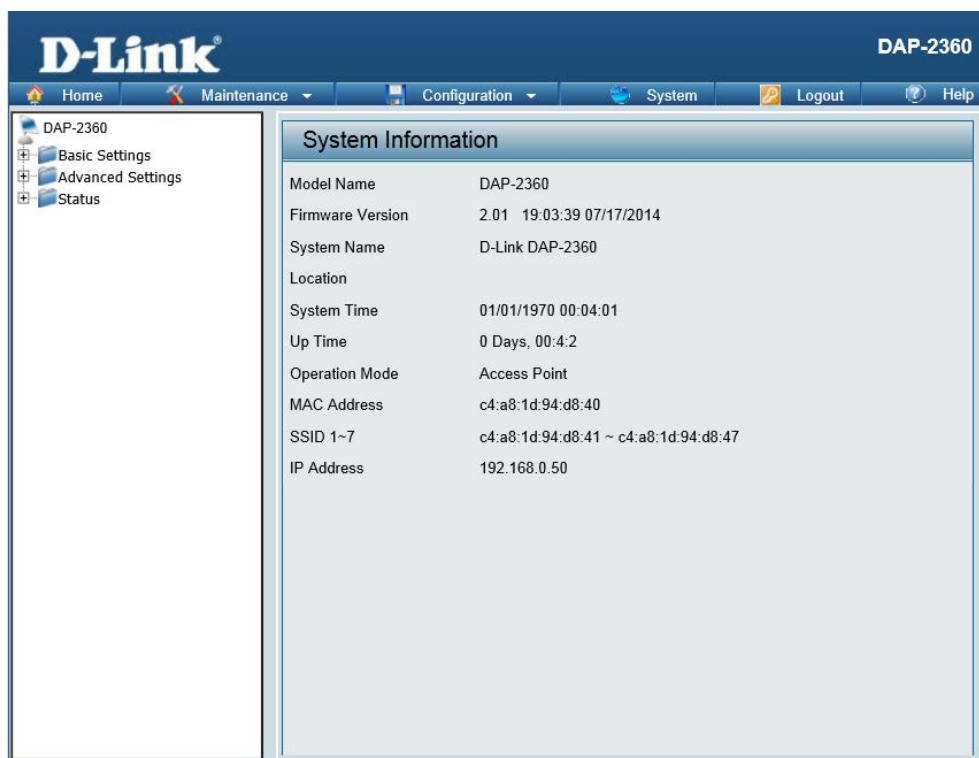 D-Link®
DAP-2360
Home Maintenance Configuration System Logout Help
DAP-2360
Basic Settings
Advanced Settings
Status
System Information
Model Name DAP-2360
Firmware Version 2.01 19:03:39 07/17/2014
System Name D-Link DAP-2360
Location
System Time 01/01/1970 00:04:01
Up Time 0 Days, 00:4:2
Operation Mode Access Point
MAC Address c4:a8:1d:94:d8:40
SSID 1~7 c4:a8:1d:94:d8:41 ~ c4:a8:1d:94:d8:47
IP Address 192.168.0.50